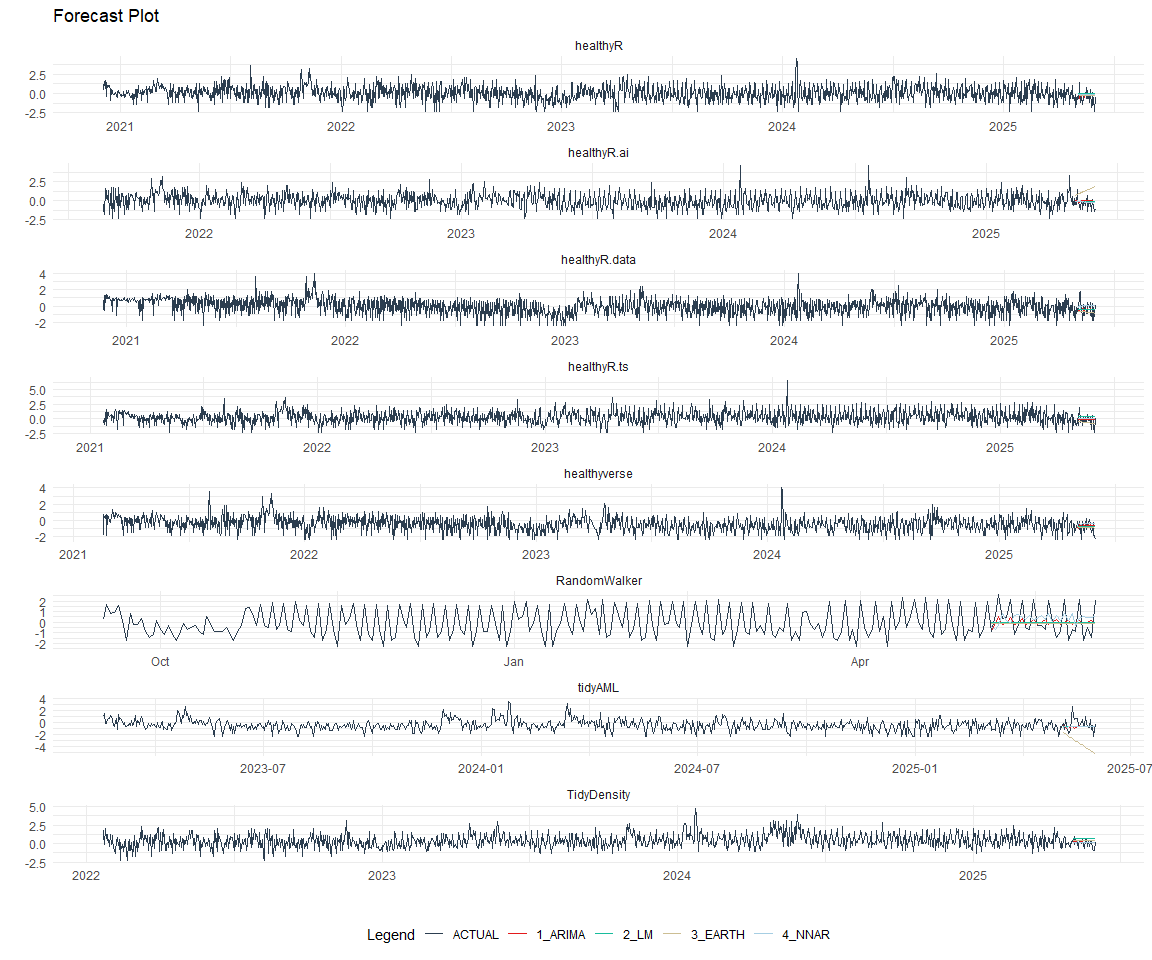 Forecast Plot
healthyR
2.5
0.0
-2.5
2021 2022 2023 2024 2025
healthyR.ai
2.5
0.0
-2.5
2022 2023 2024 2025
healthyR.data
4
2
0
-2
2021 2022 2023 2024 2025
healthyR.ts
5.0
2.5
0.0
-2.5
2021 2022 2023 2024 2025
healthyverse
4
2
0
-2
2021 2022 2023 2024 2025
RandomWalker
2
1
0
-1
-2
Oct Jan Apr
tidyAML
4
2
0
-2
-4
2023-07 2024-01 2024-07 2025-01 2025-07
TidyDensity
5.0
2.5
0.0
-2.5
2022 2023 2024 2025
Legend ACTUAL 1_ARIMA 2_LM 3_EARTH 4_NNAR